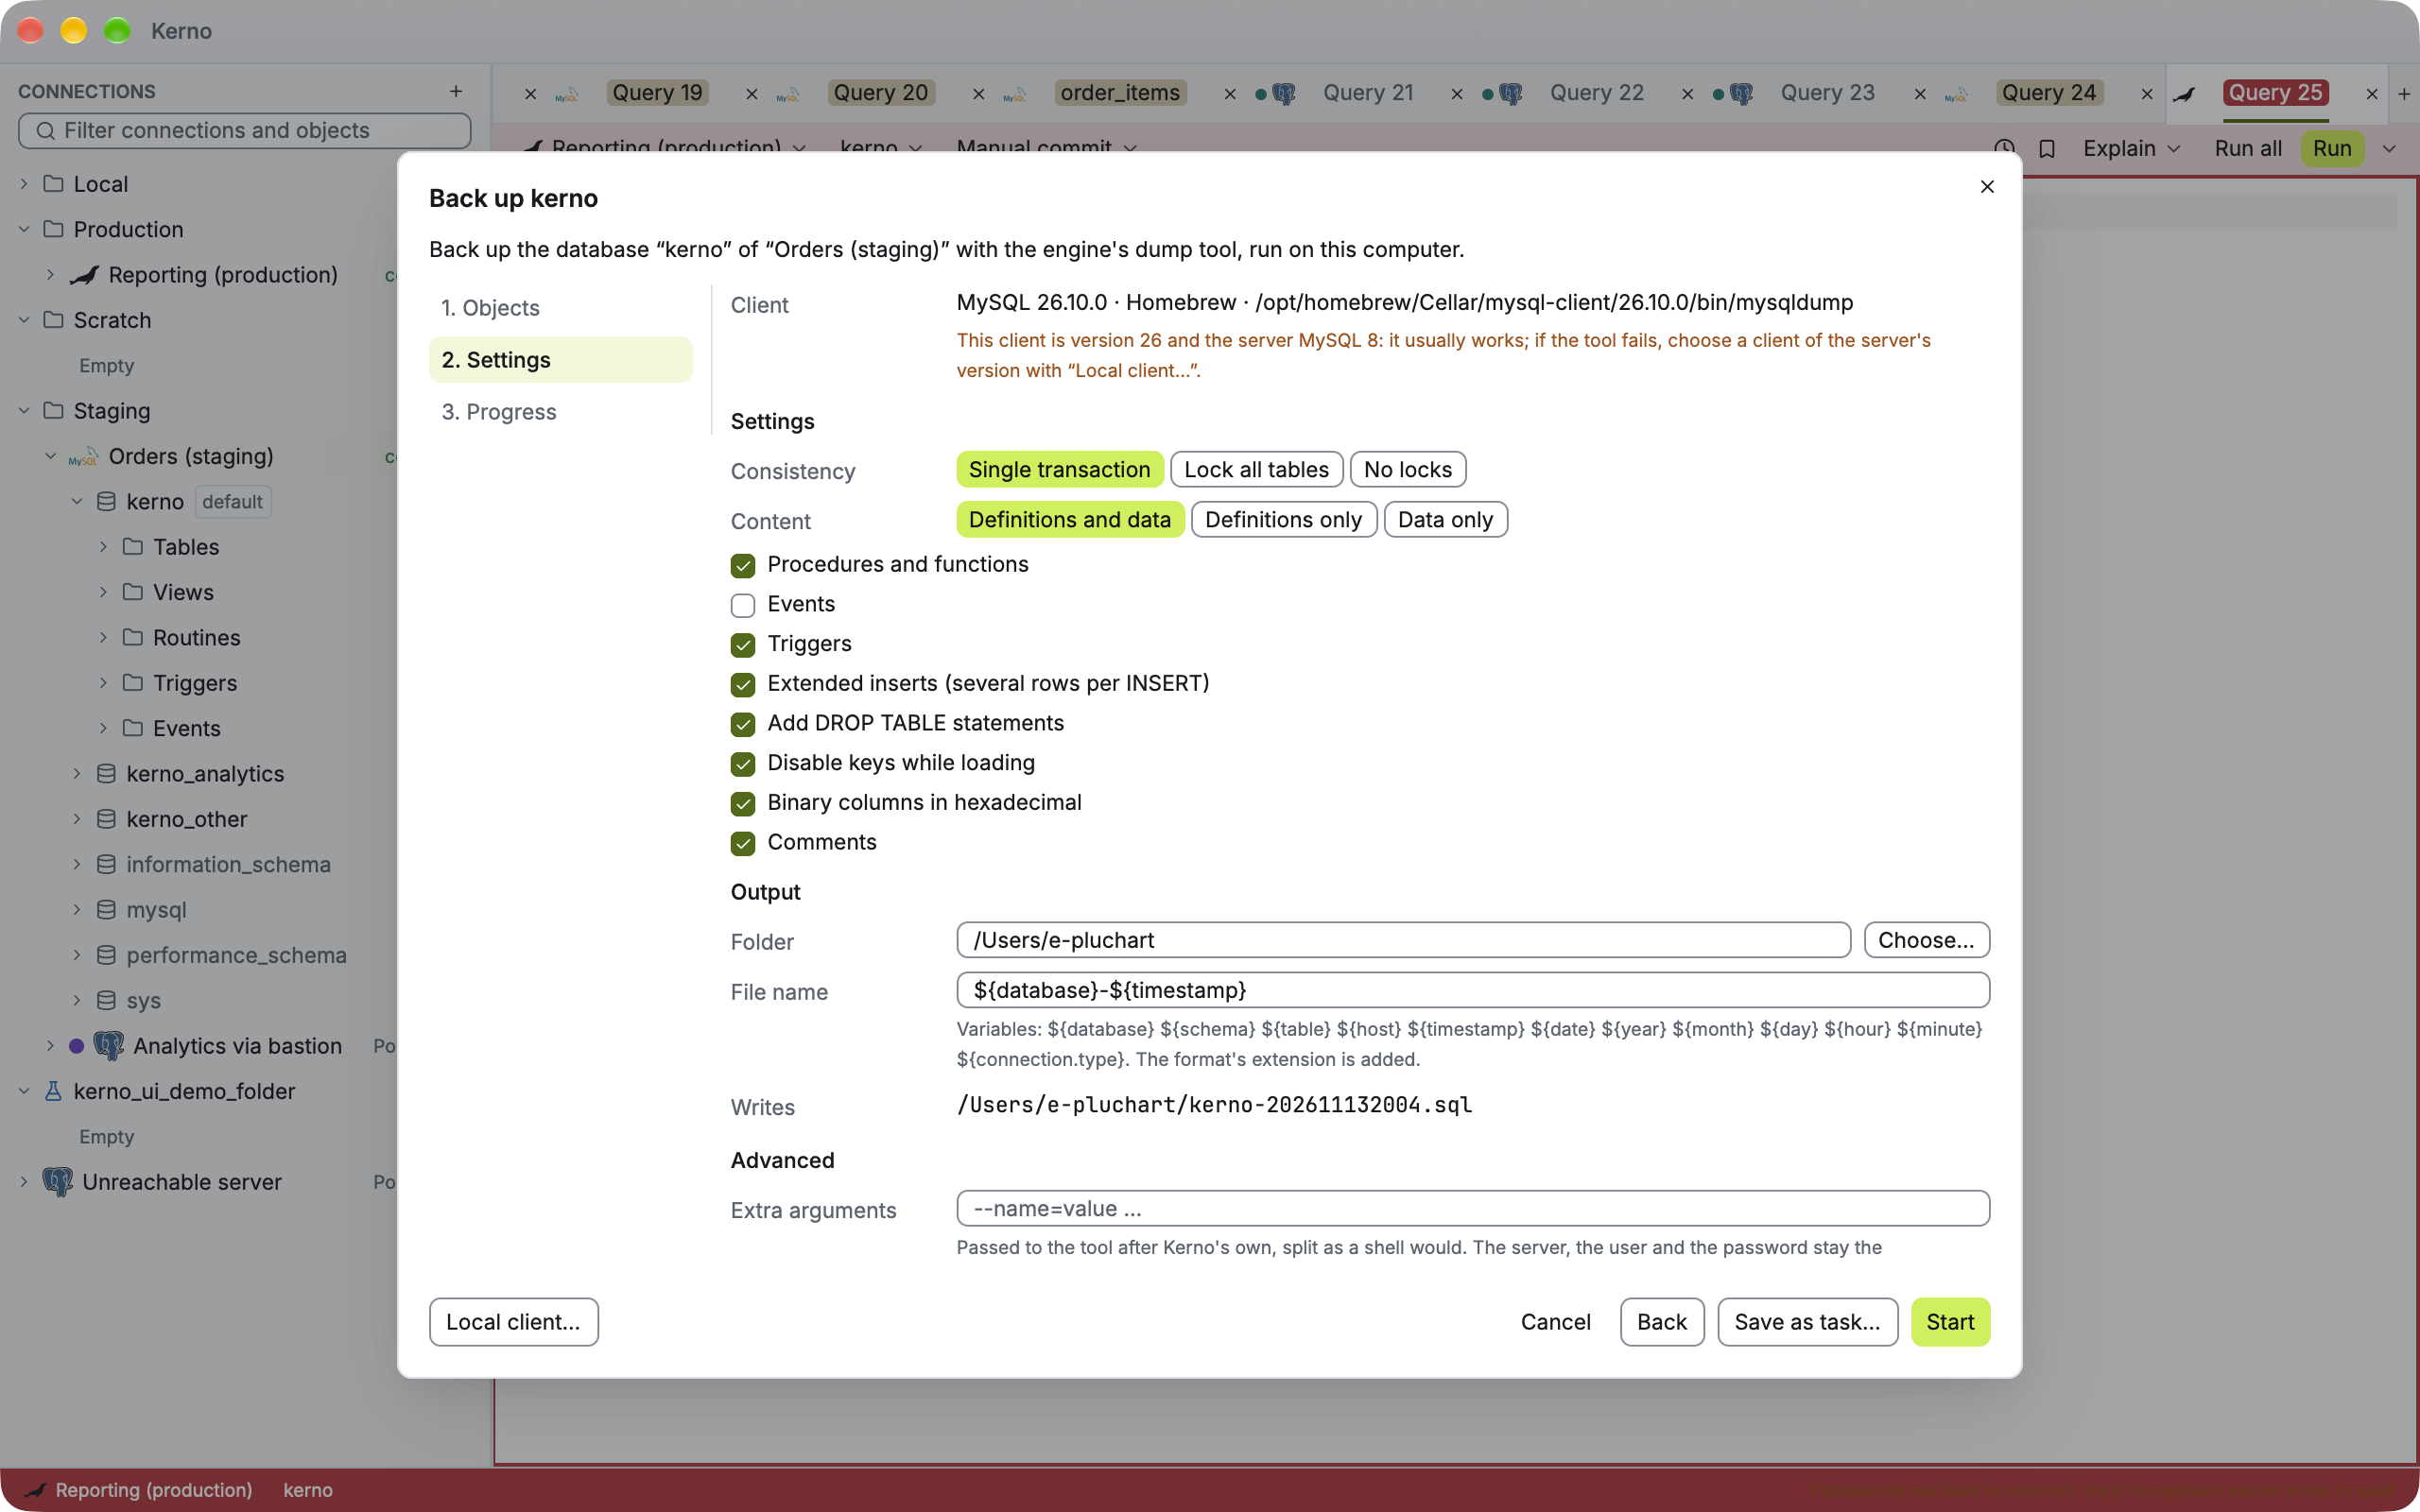 Kerno
CONNECTIONS
Filter connections and objects
Local
Production
Reporting (production)
Scratch
Empty
Staging
MySQL Orders (staging)
kerno default
Tables
Views
Routines
Triggers
Events
kerno_analytics
kerno_other
information_schema
mysql
performance_schema
sys
Analytics via bastion Po
kerno_ui_demo_folder
Empty
Unreachable server Po
Query 19
Query 20
order_items
Query 21
Query 22
Query 23
Query 24
Query 25
Reporting (production) kerno Manual commit
Explain Run all Run
Back up kerno
Back up the database “kerno” of “Orders (staging)” with the engine's dump tool, run on this computer.
1. Objects
2. Settings
3. Progress
Client MySQL 26.10.0 · Homebrew · /opt/homebrew/Cellar/mysql-client/26.10.0/bin/mysqldump
This client is version 26 and the server MySQL 8: it usually works; if the tool fails, choose a client of the server's
version with “Local client...”.
Settings
Consistency Single transaction Lock all tables No locks
Content Definitions and data Definitions only Data only
Procedures and functions
Events
Triggers
Extended inserts (several rows per INSERT)
Add DROP TABLE statements
Disable keys while loading
Binary columns in hexadecimal
Comments
Output
Folder /Users/e-pluchart Choose...
File name ${database}-${timestamp}
Variables: ${database} ${schema} ${table} ${host} ${timestamp} ${date} ${year} ${month} ${day} ${hour} ${minute}
${connection.type}. The format's extension is added.
Writes /Users/e-pluchart/kerno-202611132004.sql
Advanced
Extra arguments --name=value ...
Passed to the tool after Kerno's own, split as a shell would. The server, the user and the password stay the
Local client... Cancel Back Save as task... Start
Reporting (production) kerno